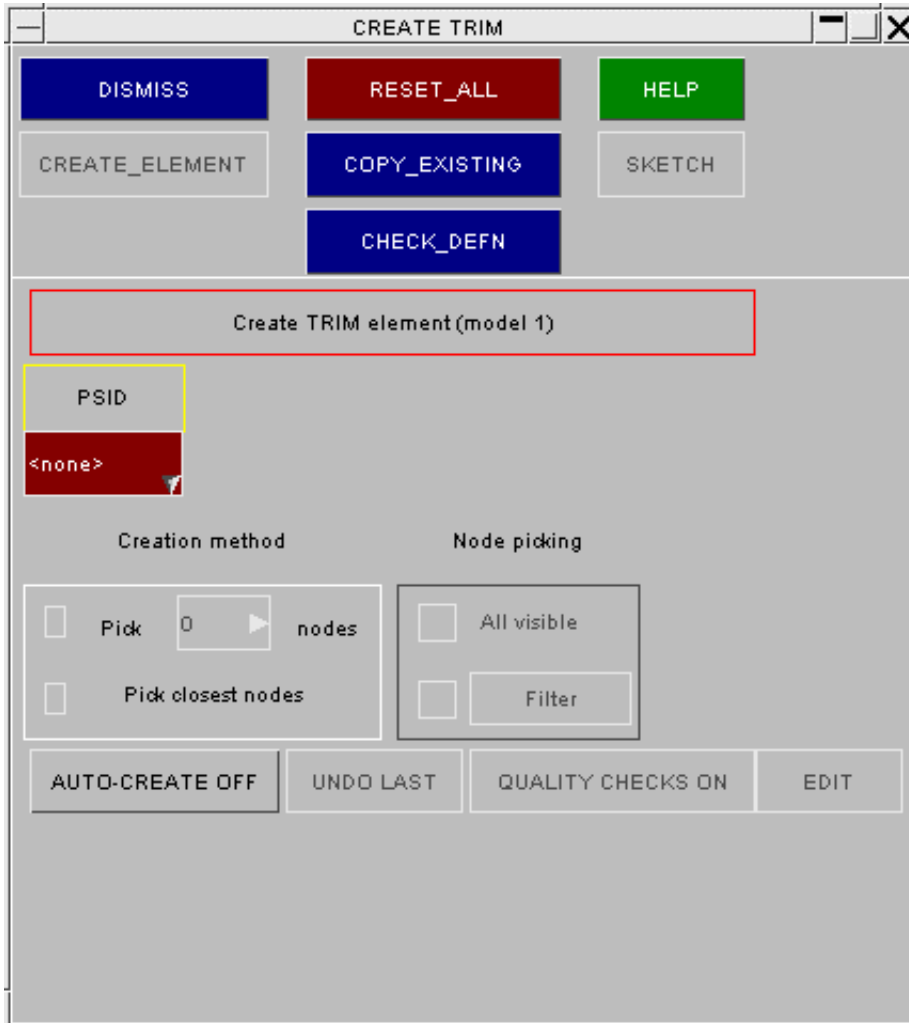 CREATE TRIM
DISMISS RESET_ALL HELP
CREATE_ELEMENT COPY_EXISTING SKETCH
CHECK_DEFN
Create TRIM element (model 1)
PSID
<none>
Creation method Node picking
Pick 0 nodes All visible
Pick closest nodes Filter
AUTO-CREATE OFF UNDO LAST QUALITY CHECKS ON EDIT